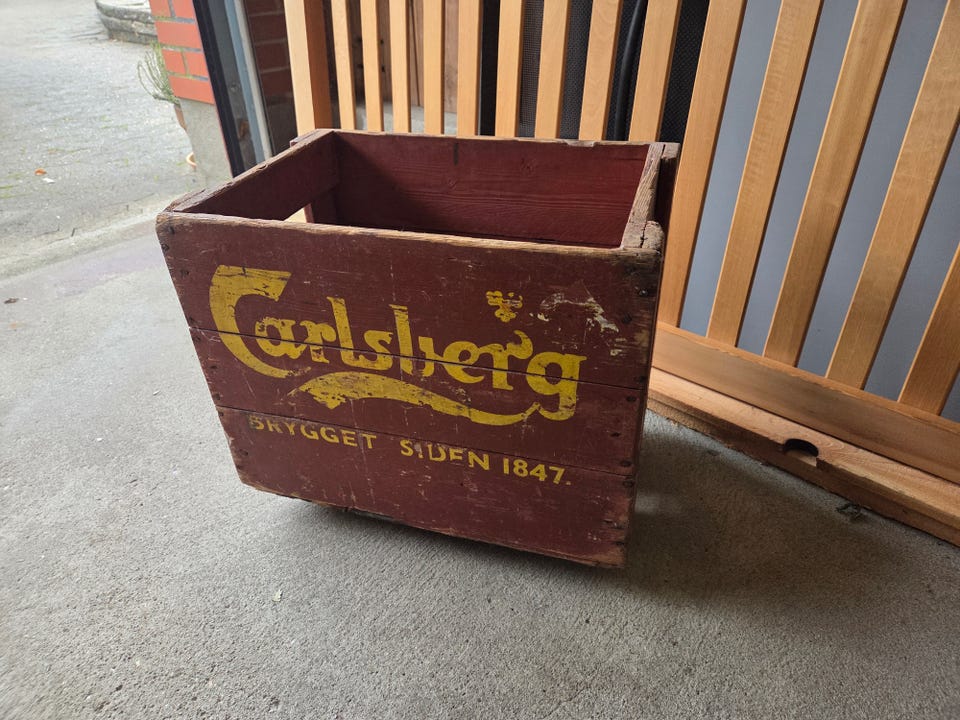 Carlsberg
BRYGGET SIDEN 1847.